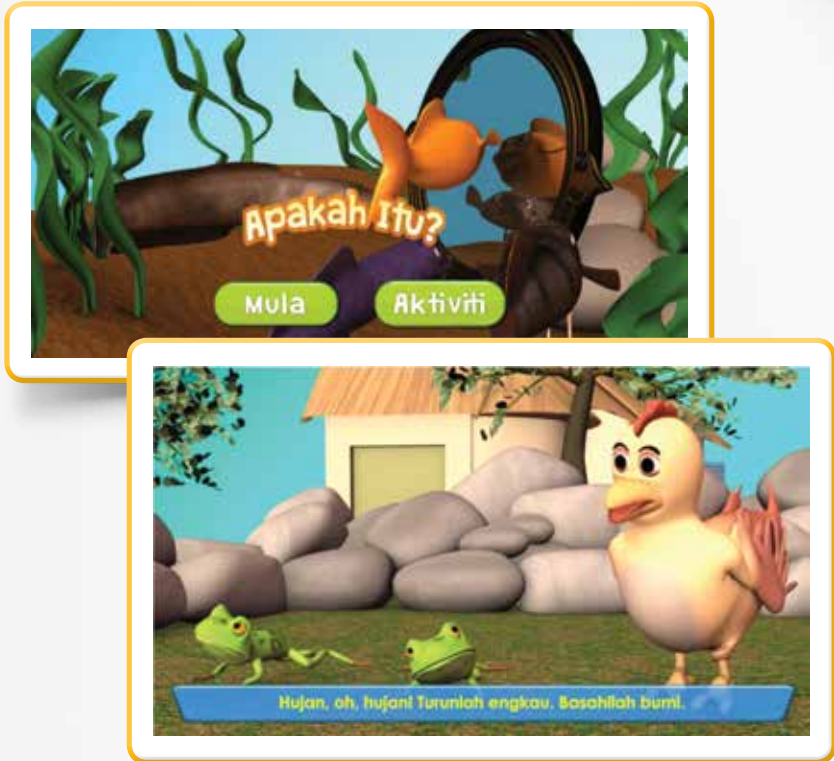 Apakah Itu?
Mula
Aktiviti
Hujan, oh, hujan! Turunlah engkau. Basahilah bumi.